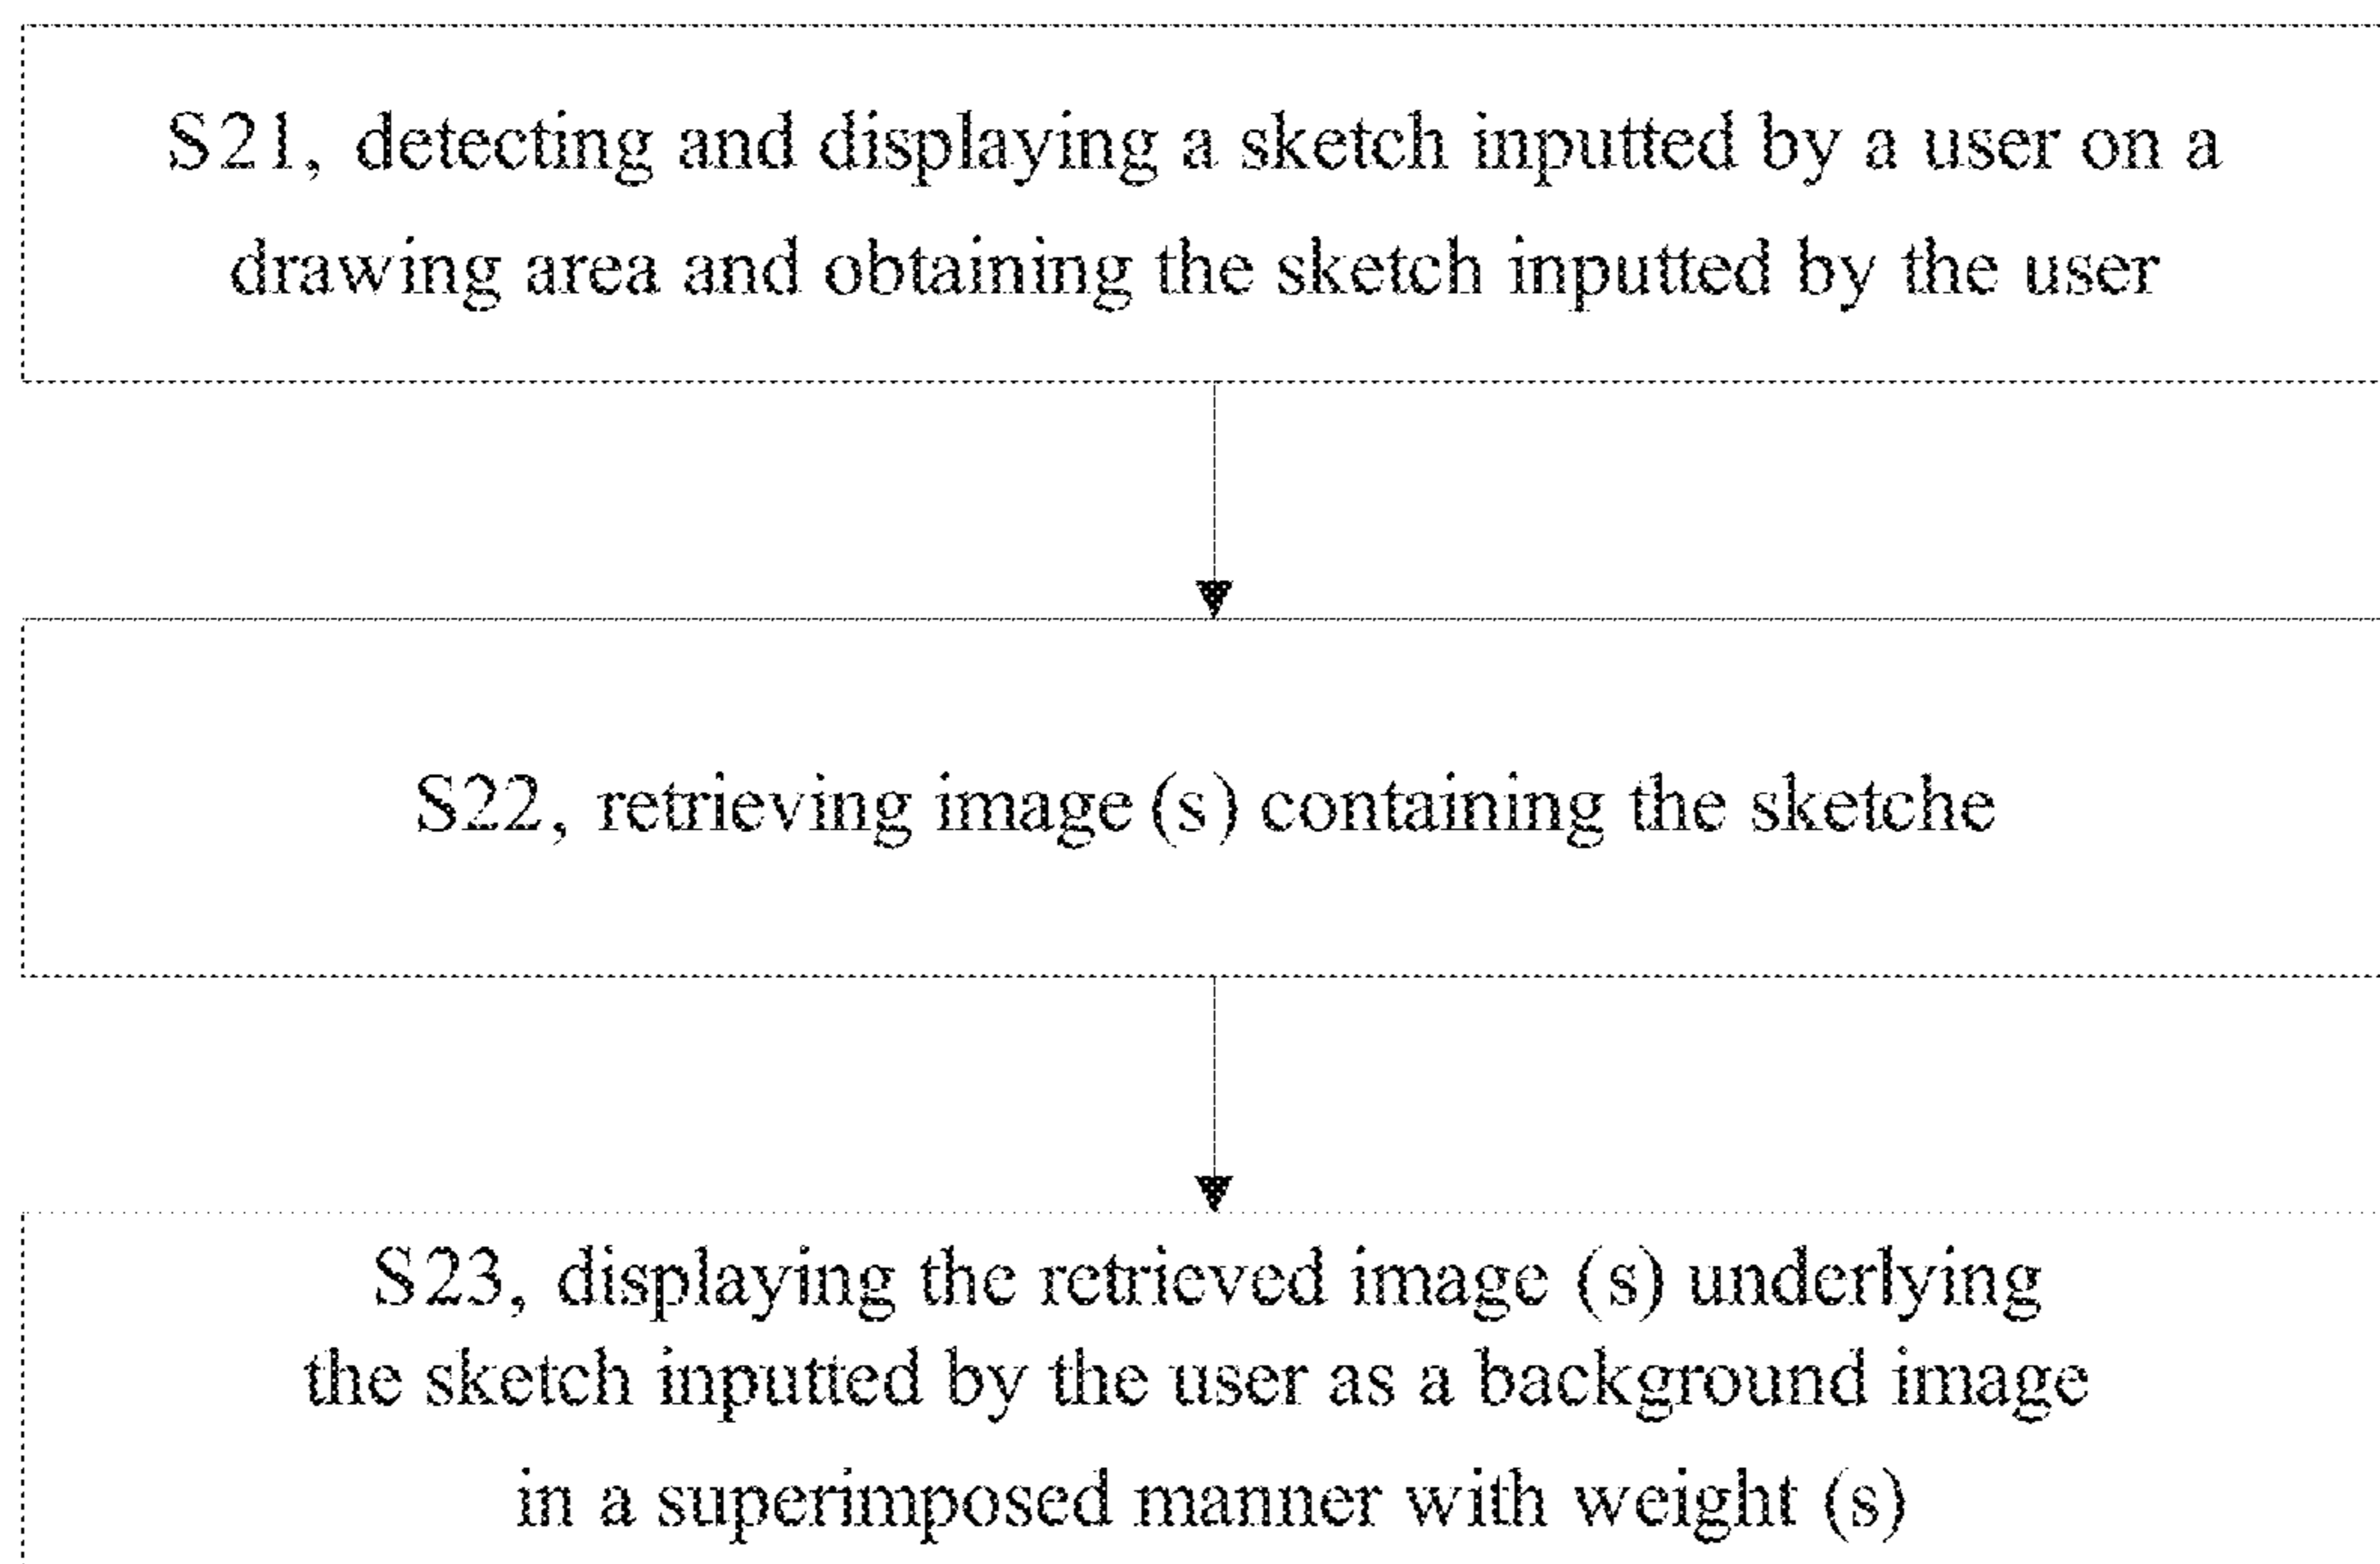 S21, detecting and displaying a sketch inputted by a user on a
drawing area and obtaining the sketch inputted by the user
S22, retrieving image (s) containing the sketche
S23, displaying the retrieved image (s) underlying
the sketch inputted by the user as a background image
in a superimposed manner with weight (s)